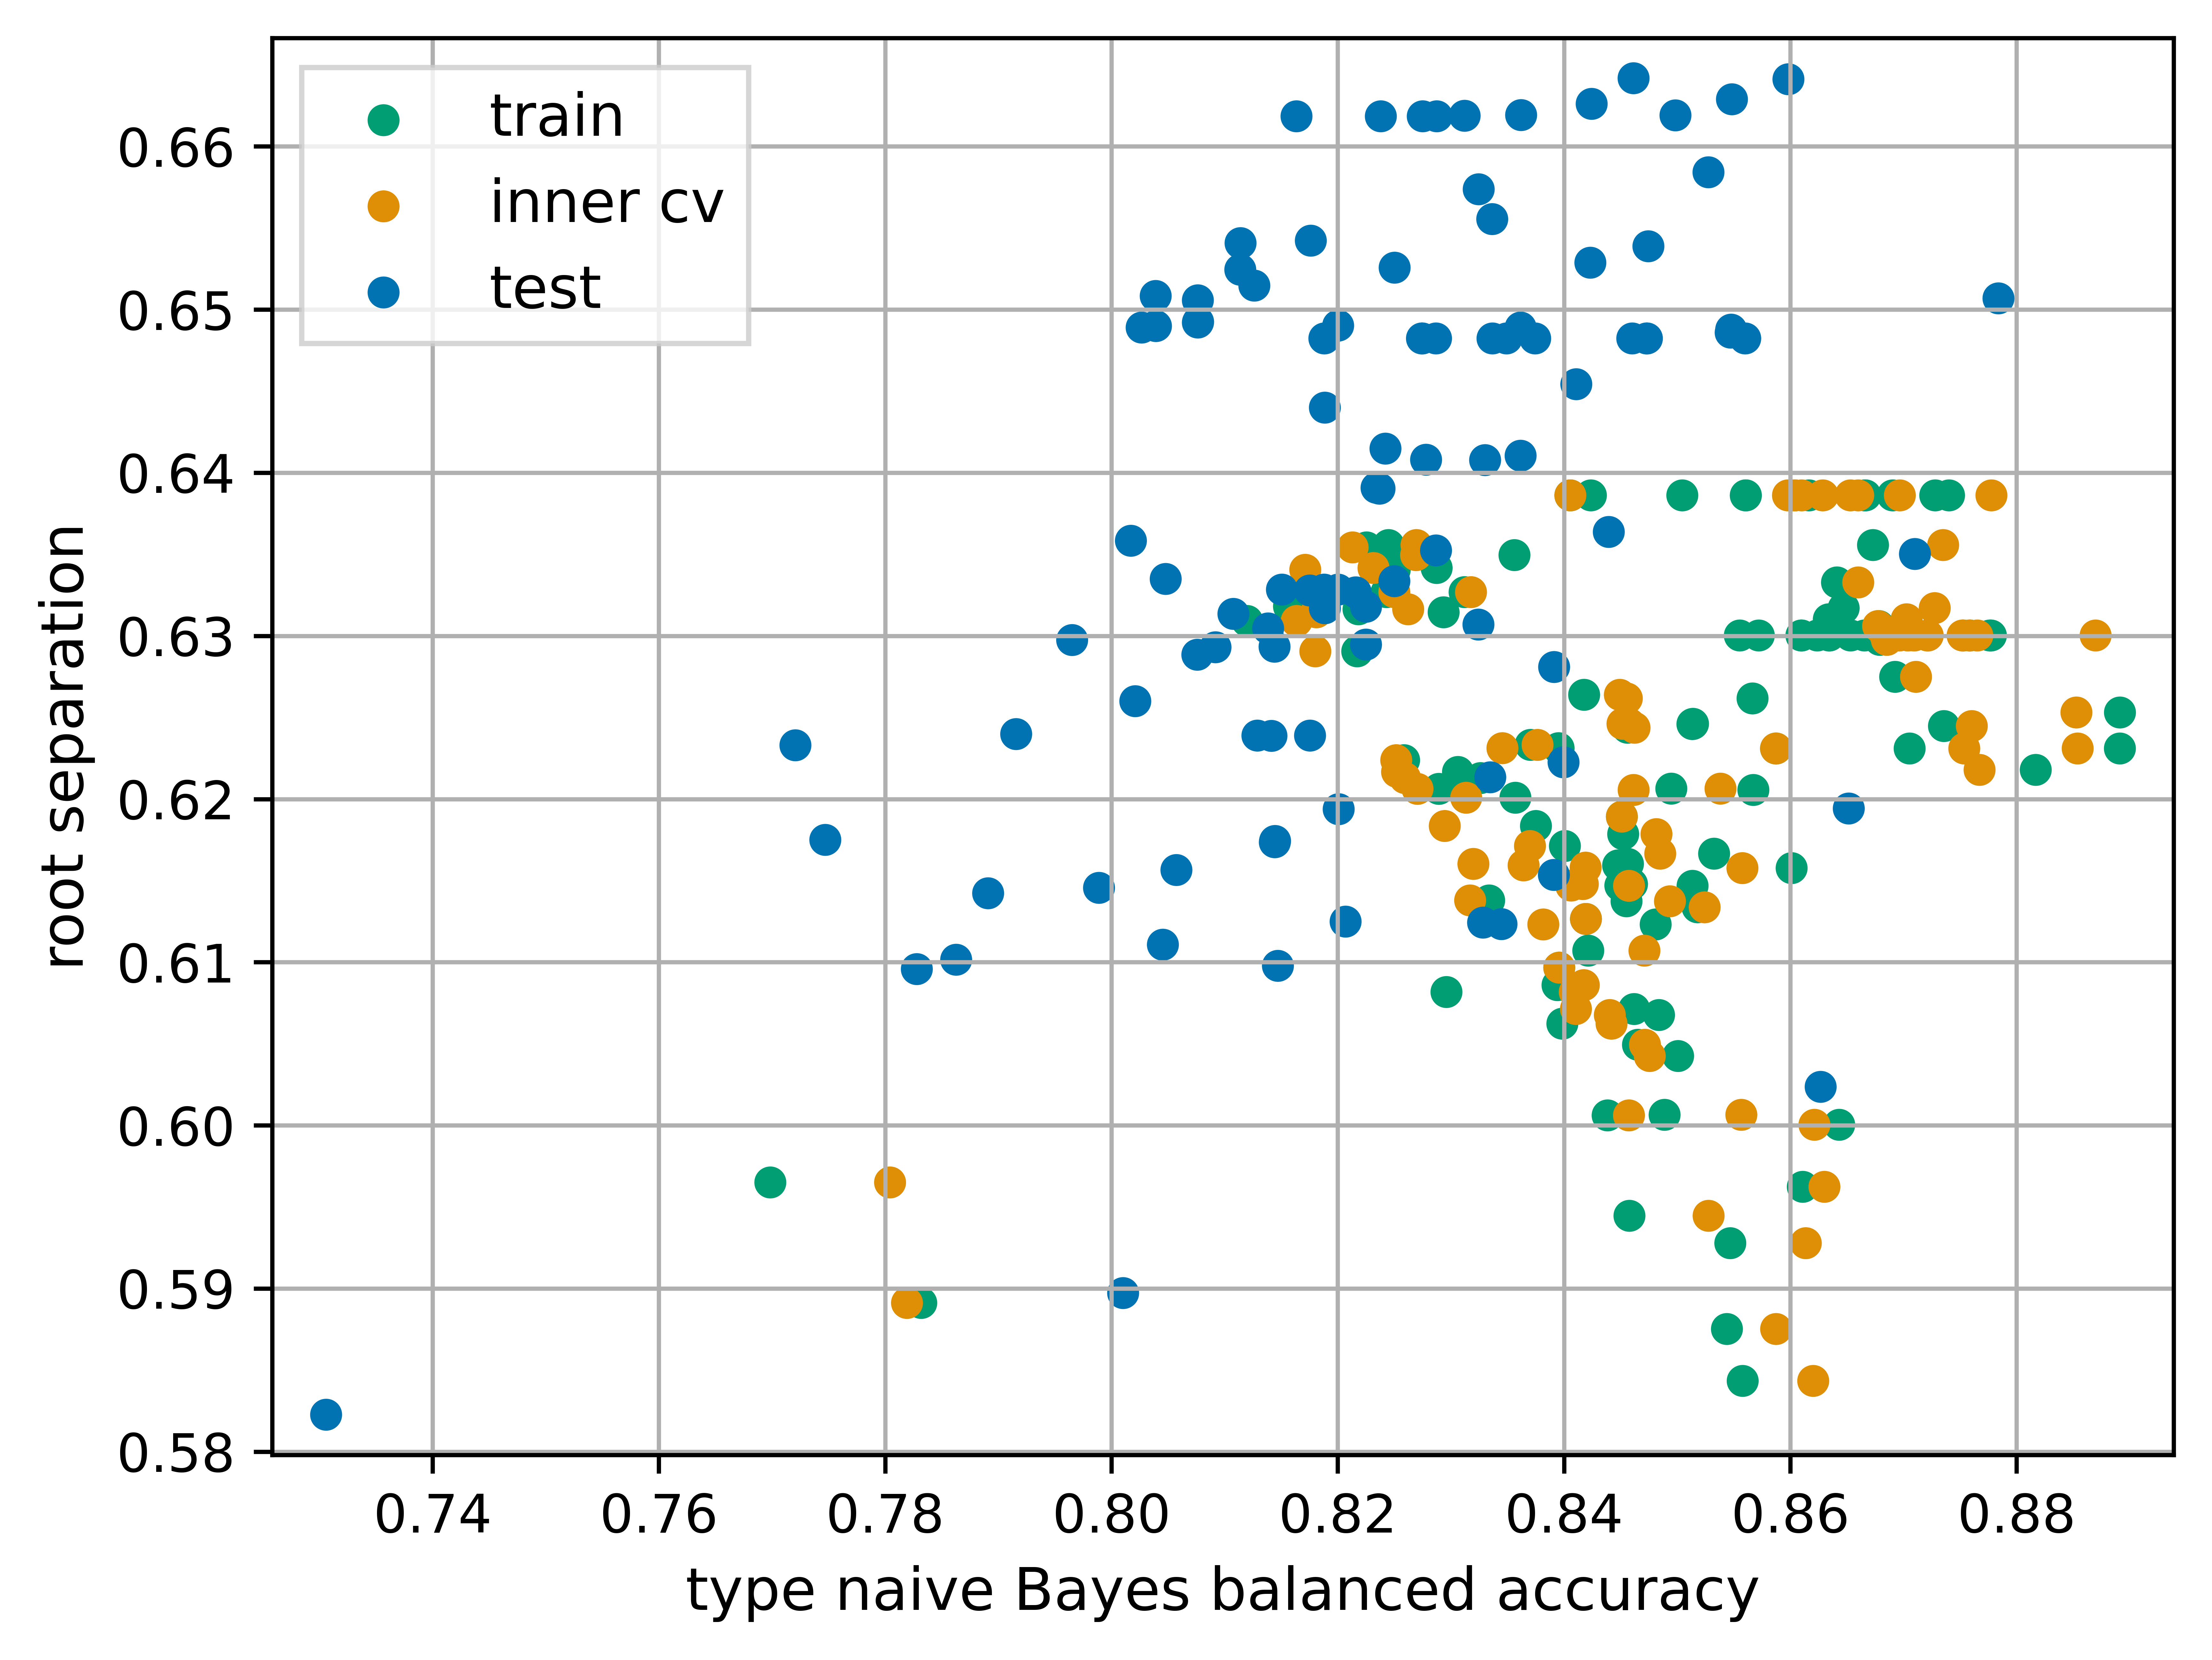 train
inner cv
test
0.66
0.65
0.64
0.63
0.62
0.61
0.60
0.59
0.58
root separation
0.74 0.76 0.78 0.80 0.82 0.84 0.86 0.88
type naive Bayes balanced accuracy